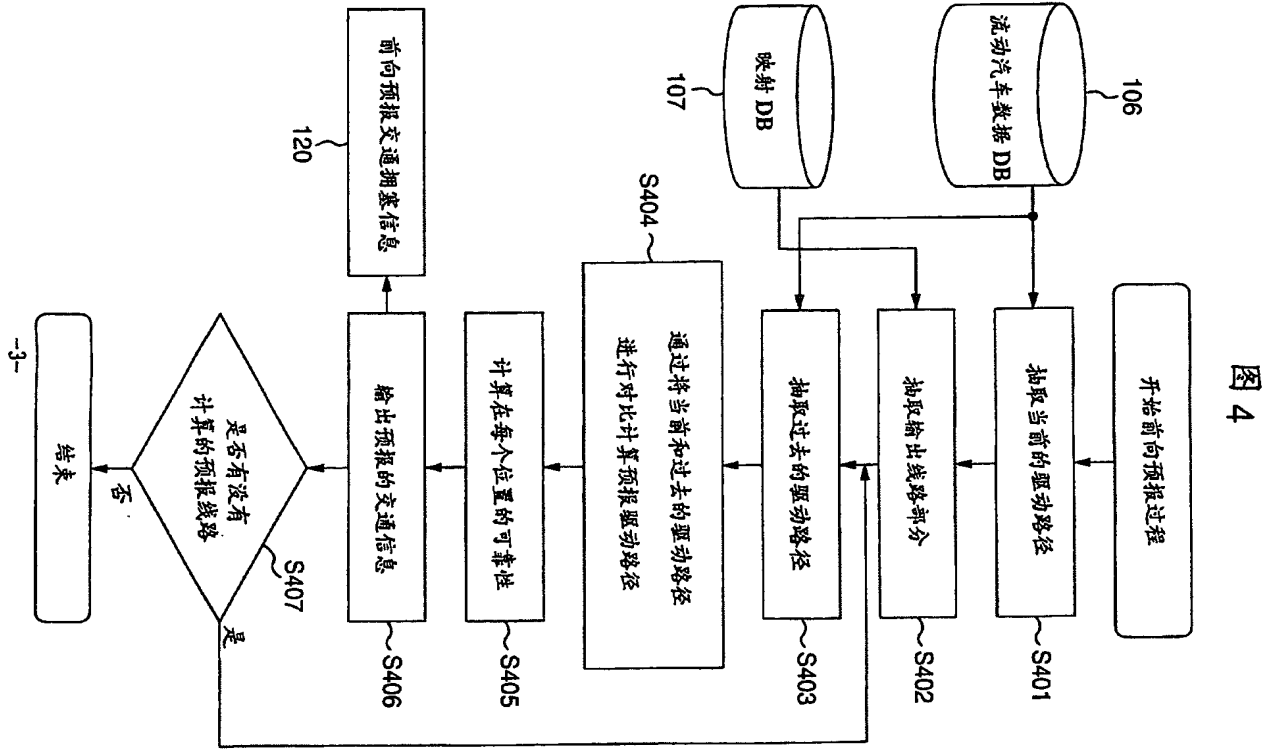 图 4
开始前向预报过程
106
流动汽车数据 DB
抽取当前的驱动路径
S401
107
映射 DB
抽取输出线路部分
S402
抽取过去的驱动路径
S403
S404
通过将当前和过去的驱动路径
进行对比计算预报驱动路径
计算在每个位置的可靠性
S405
前向预报交通拥塞信息
120
输出预报的交通信息
S406
是否有没有
计算的预报线路
S407
是
否
结束
-3-